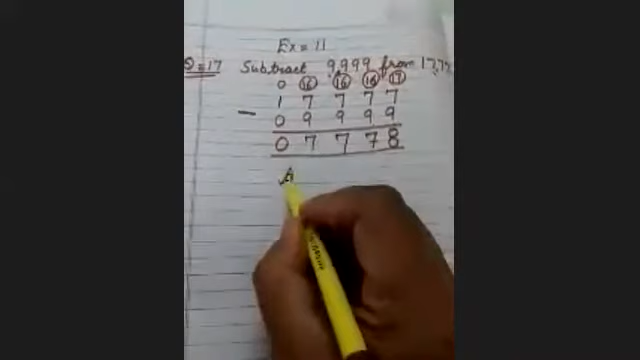 Ex = 11
Q = 17 Subtract 9,999 from 17,77
0 16 16 16 17
1 7 7 7 7
- 0 9 9 9 9
0 7 7 7 8
A